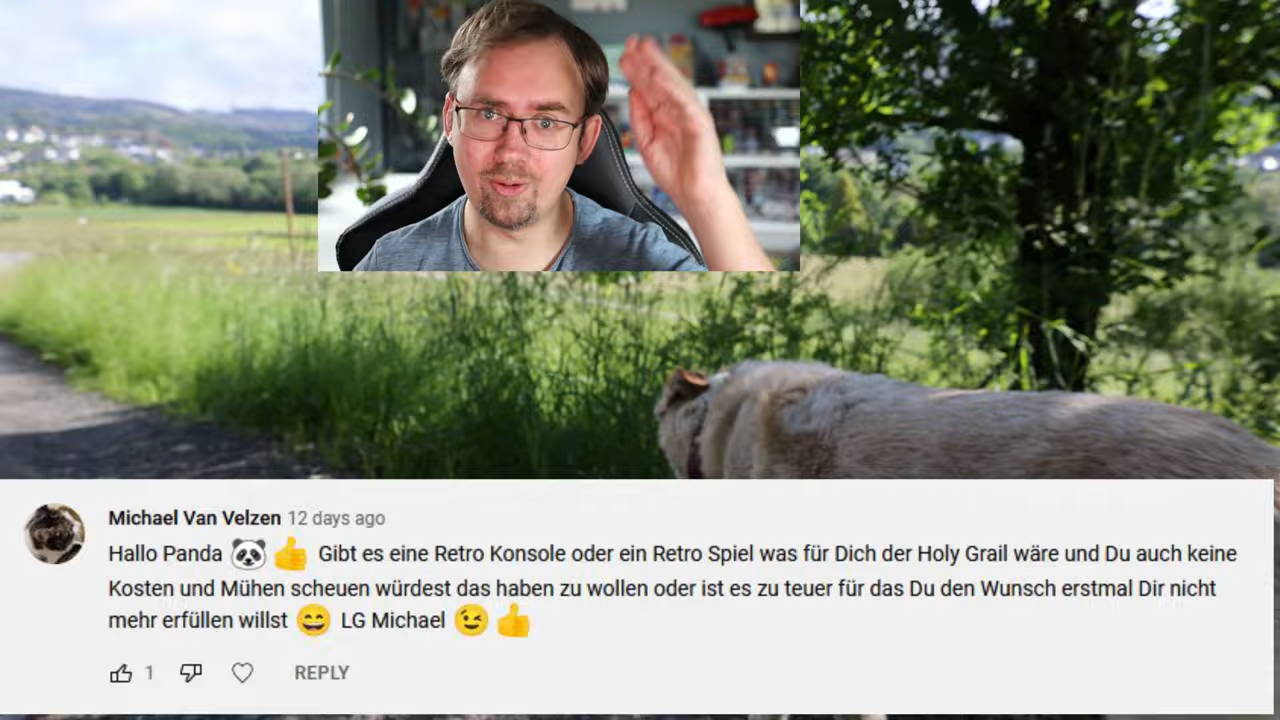 Michael Van Velzen 12 days ago
Hallo Panda 🐼👍 Gibt es eine Retro Konsole oder ein Retro Spiel was für Dich der Holy Grail wäre und Du auch keine
Kosten und Mühen scheuen würdest das haben zu wollen oder ist es zu teuer für das Du den Wunsch erstmal Dir nicht
mehr erfüllen willst 😄 LG Michael 😉👍
1 REPLY